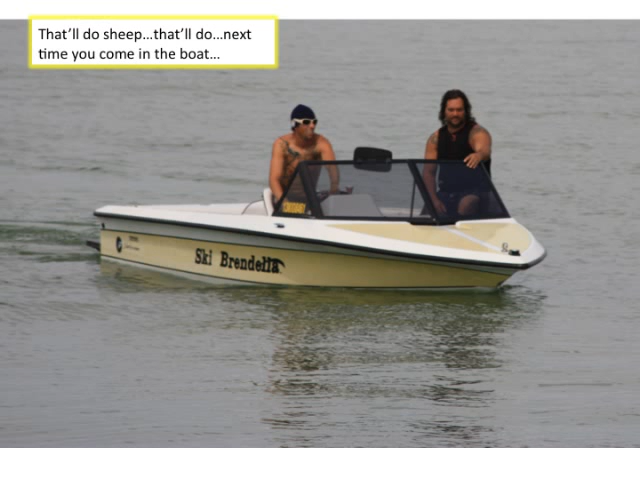 That'll do sheep...that'll do...next
time you come in the boat...
Ski Brendella